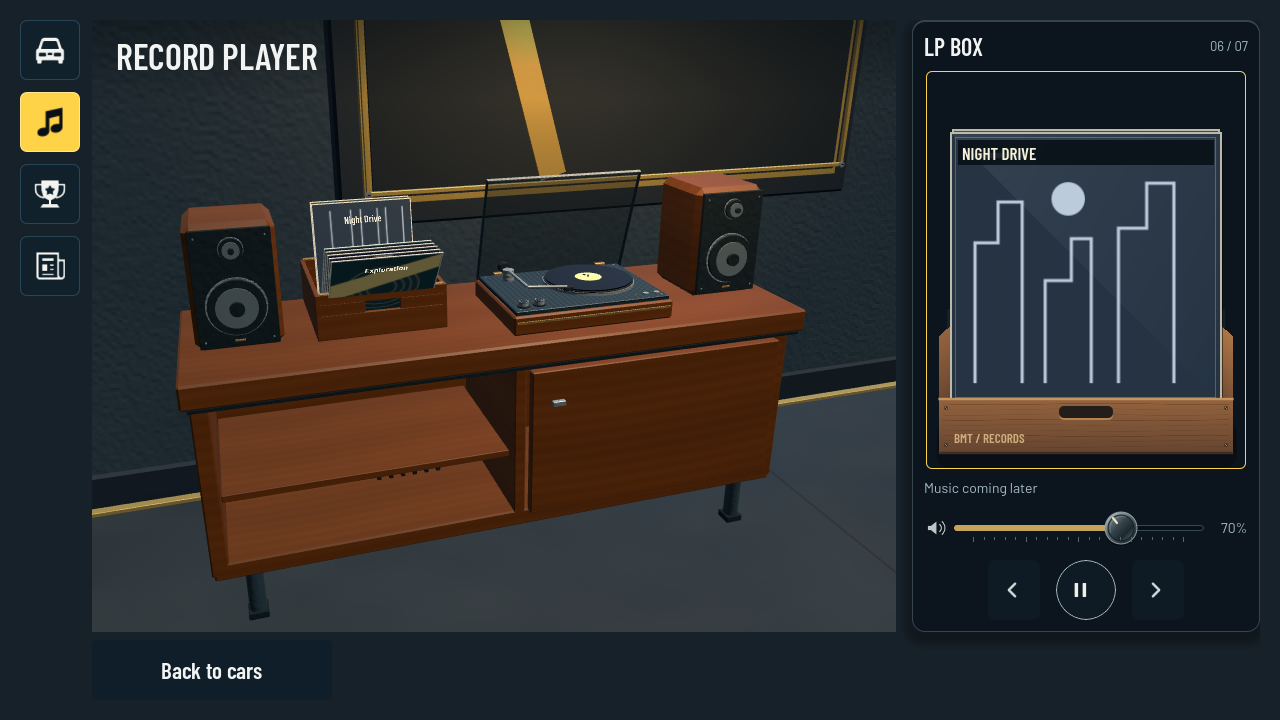 RECORD PLAYER
Night Drive
Exploration
LP BOX
06 / 07
NIGHT DRIVE
BMT / RECORDS
Music coming later
70%
Back to cars